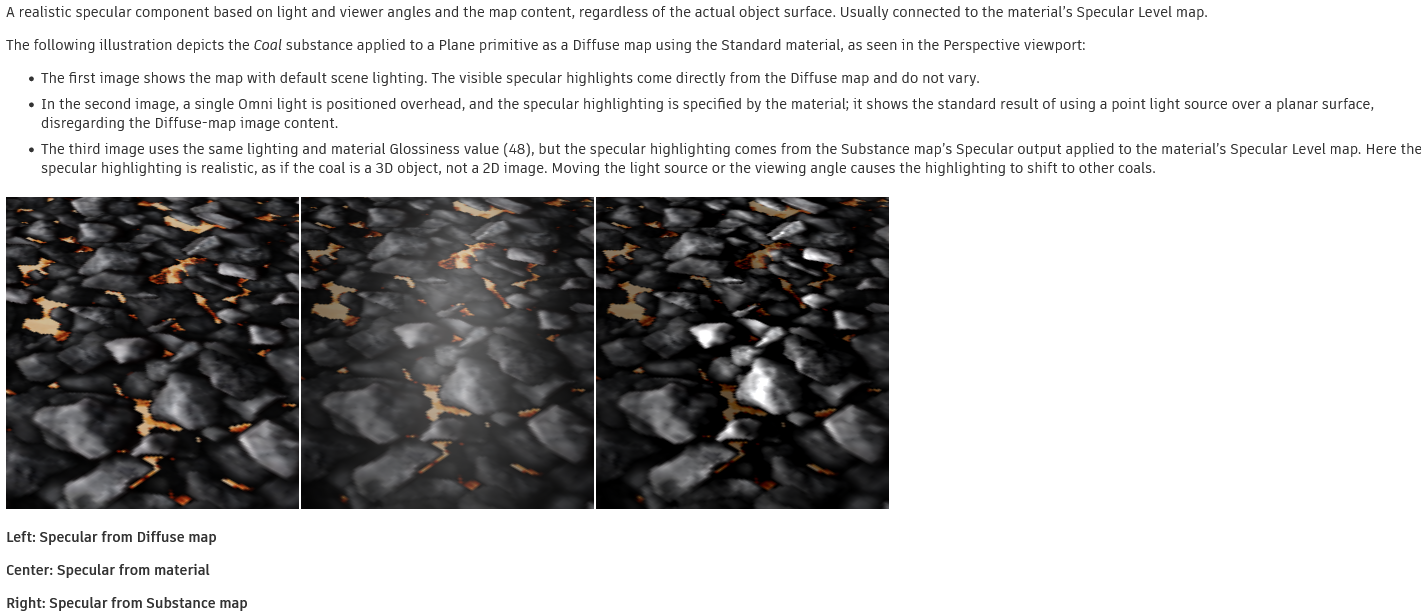 A realistic specular component based on light and viewer angles and the map content, regardless of the actual object surface. Usually connected to the material’s Specular Level map.
The following illustration depicts the Coal substance applied to a Plane primitive as a Diffuse map using the Standard material, as seen in the Perspective viewport:
• The first image shows the map with default scene lighting. The visible specular highlights come directly from the Diffuse map and do not vary.
• In the second image, a single Omni light is positioned overhead, and the specular highlighting is specified by the material; it shows the standard result of using a point light source over a planar surface,
disregarding the Diffuse-map image content.
• The third image uses the same lighting and material Glossiness value (48), but the specular highlighting comes from the Substance map’s Specular output applied to the material’s Specular Level map. Here the
specular highlighting is realistic, as if the coal is a 3D object, not a 2D image. Moving the light source or the viewing angle causes the highlighting to shift to other coals.
Left: Specular from Diffuse map
Center: Specular from material
Right: Specular from Substance map